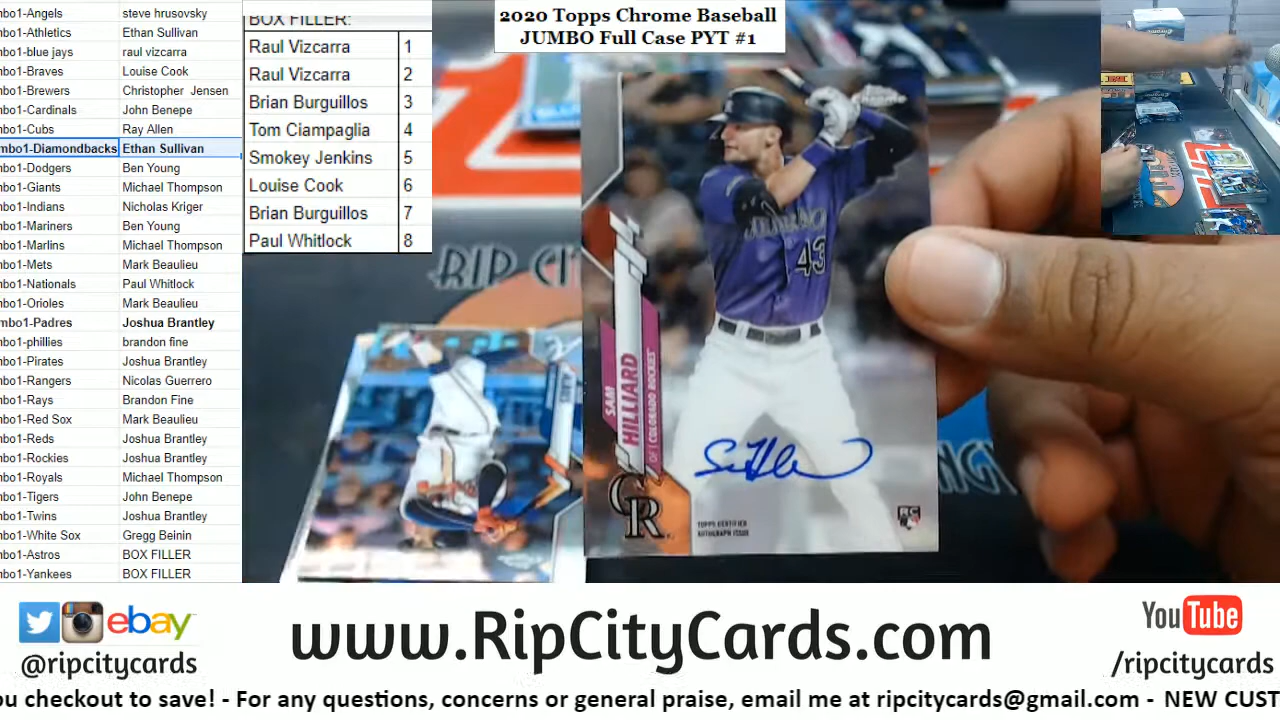 mbo1-Angels steve hrusovsky
mbo1-Athletics Ethan Sullivan
mbo1-blue jays raul vizcarra
mbo1-Braves Louise Cook
mbo1-Brewers Christopher Jensen
mbo1-Cardinals John Benepe
mbo1-Cubs Ray Allen
mbo1-Diamondbacks Ethan Sullivan
mbo1-Dodgers Ben Young
mbo1-Giants Michael Thompson
mbo1-Indians Nicholas Kriger
mbo1-Mariners Ben Young
mbo1-Marlins Michael Thompson
mbo1-Mets Mark Beaulieu
mbo1-Nationals Paul Whitlock
mbo1-Orioles Mark Beaulieu
mbo1-Padres Joshua Brantley
mbo1-phillies brandon fine
mbo1-Pirates Joshua Brantley
mbo1-Rangers Nicolas Guerrero
mbo1-Rays Brandon Fine
mbo1-Red Sox Mark Beaulieu
mbo1-Reds Joshua Brantley
mbo1-Rockies Joshua Brantley
mbo1-Royals Michael Thompson
mbo1-Tigers John Benepe
mbo1-Twins Joshua Brantley
mbo1-White Sox Gregg Beinin
mbo1-Astros BOX FILLER
mbo1-Yankees BOX FILLER
BOX FILLER:
Raul Vizcarra 1
Raul Vizcarra 2
Brian Burguillos 3
Tom Ciampaglia 4
Smokey Jenkins 5
Louise Cook 6
Brian Burguillos 7
Paul Whitlock 8
2020 Topps Chrome Baseball
JUMBO Full Case PYT #1
RIP CI
43
SAM
HILLIARD
OF | COLORADO ROCKIES
CR
TOPPS CERTIFIED
AUTOGRAPH ISSUE
RC
ebay
@ripcitycards
www.RipCityCards.com
YouTube
/ripcitycards
ou checkout to save! - For any questions, concerns or general praise, email me at ripcitycards@gmail.com - NEW CUST